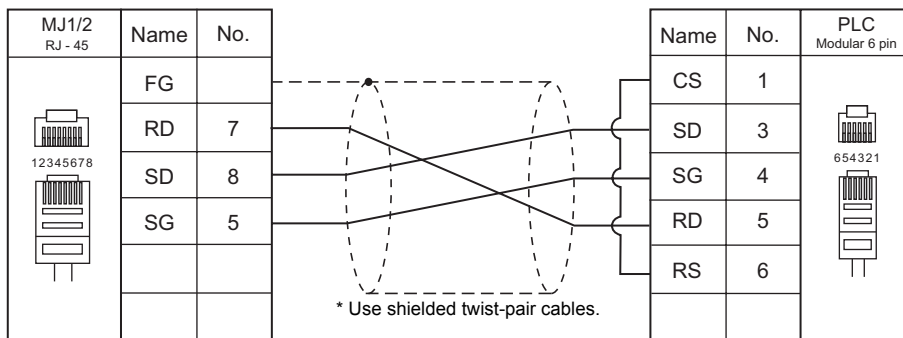 MJ1/2
RJ - 45
Name No.
FG
RD 7
SD 8
SG 5
12345678
* Use shielded twist-pair cables.
Name No.
CS 1
SD 3
SG 4
RD 5
RS 6
PLC
Modular 6 pin
654321